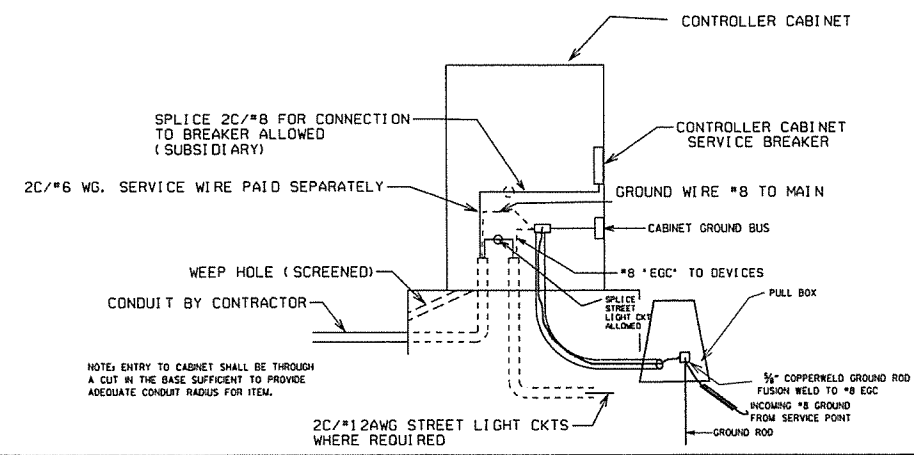 CONTROLLER CABINET
SPLICE 2C/#8 FOR CONNECTION
TO BREAKER ALLOWED
(SUBSIDIARY)
CONTROLLER CABINET
SERVICE BREAKER
2C/#6 WG. SERVICE WIRE PAID SEPARATELY
GROUND WIRE #8 TO MAIN
CABINET GROUND BUS
WEEP HOLE (SCREENED)
#8 "EGC" TO DEVICES
CONDUIT BY CONTRACTOR
SPLICE
STREET
LIGHT CKT
ALLOWED
PULL BOX
NOTE: ENTRY TO CABINET SHALL BE THROUGH
A CUT IN THE BASE SUFFICIENT TO PROVIDE
ADEQUATE CONDUIT RADIUS FOR ITEM.
5/8" COPPERWELD GROUND ROD
FUSION WELD TO #8 EGC
INCOMING #8 GROUND
FROM SERVICE POINT
2C/#12AWG STREET LIGHT CKTS
WHERE REQUIRED
GROUND ROD